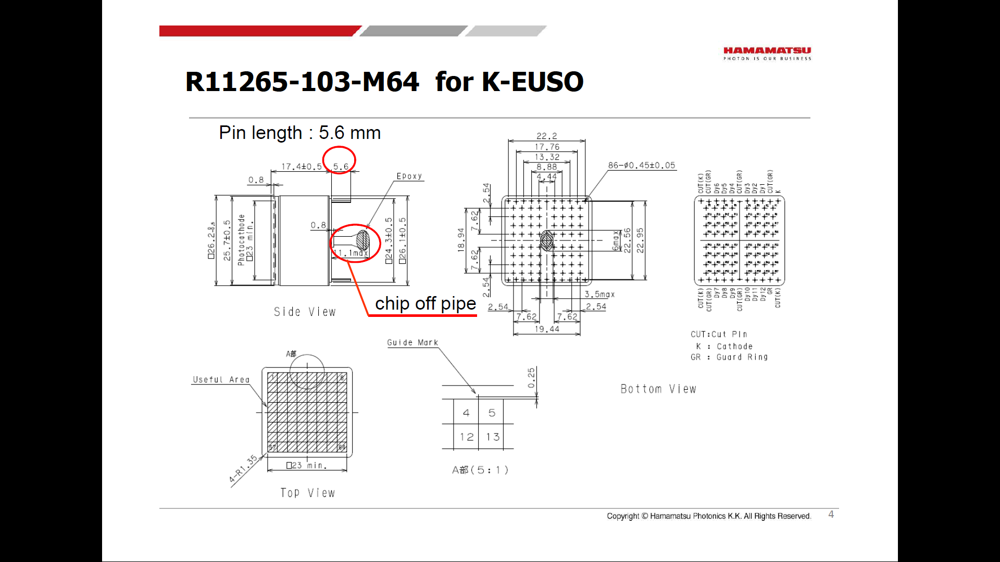 HAMAMATSU
PHOTON IS OUR BUSINESS
R11265-103-M64 for K-EUSO
Pin length : 5.6 mm
17.4±0.5
5.6
0.8
Epoxy
25.7±0.5
Photocathode
□23 min.
0.8
11.1max
□24.3±0.5
□26.1±0.5
chip off pipe
Side View
22.2
17.76
13.32
8.88
4.44
86-ø0.45±0.05
2.54
7.62
18.94
7.62
2.54
6max
22.56
22.95
3.5max
2.54
2.54
7.62
7.62
19.44
CUT(K)
CUT(GR)
Dy6
Dy5
Dy4
CUT(GR)
Dy3
Dy2
Dy1
CUT(GR)
K
CUT(K)
CUT(GR)
Dy7
Dy8
Dy9
CUT(GR)
Dy10
Dy11
Dy12
GR
CUT(K)
CUT:Cut Pin
K : Cathode
GR : Guard Ring
Bottom View
A部
Useful Area
1
8
57
64
4-R1.35
□23 min.
Top View
Guide Mark
0.25
4 5
12 13
A部(5:1)
Copyright © Hamamatsu Photonics K.K. All Rights Reserved.
4